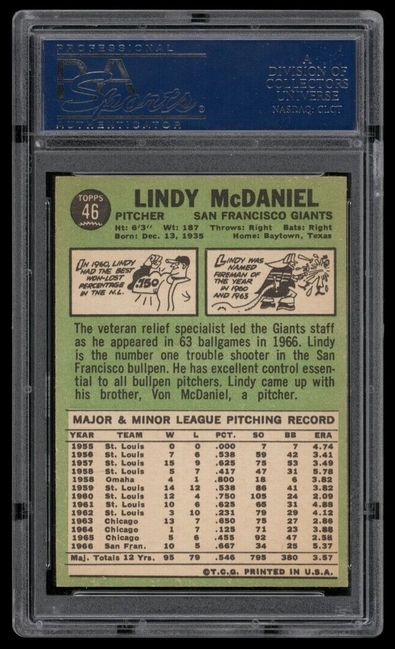 PROFESSIONAL
PSA
Sports
AUTHENTICATOR
A
DIVISION OF
COLLECTORS
UNIVERSE
NASDAQ: CLCT
TOPPS
46
LINDY McDANIEL
PITCHER SAN FRANCISCO GIANTS
Ht: 6'3" Wt: 187 Throws: Right Bats: Right
Born: Dec. 13, 1935 Home: Baytown, Texas
IN 1960, LINDY
HAD THE BEST
WON-LOST
PERCENTAGE
IN THE N.L.
.750
LINDY WAS
NAMED
FIREMAN OF
THE YEAR
IN 1960
AND 1963
The veteran relief specialist led the Giants staff
as he appeared in 63 ballgames in 1966. Lindy
is the number one trouble shooter in the San
Francisco bullpen. He has excellent control essen-
tial to all bullpen pitchers. Lindy came up with
his brother, Von McDaniel, a pitcher.
MAJOR & MINOR LEAGUE PITCHING RECORD
YEAR TEAM W L PCT. SO BB ERA
1955 St. Louis 0 0 .000 7 7 4.74
1956 St. Louis 7 6 .538 59 42 3.41
1957 St. Louis 15 9 .625 75 53 3.49
1958 St. Louis 5 7 .417 47 31 5.78
1958 Omaha 4 1 .800 18 6 3.82
1959 St. Louis 14 12 .538 86 41 3.82
1960 St. Louis 12 4 .750 105 24 2.09
1961 St. Louis 10 6 .625 65 31 4.88
1962 St. Louis 3 10 .231 79 29 4.12
1963 Chicago 13 7 .650 75 27 2.86
1964 Chicago 1 7 .125 71 23 3.88
1965 Chicago 5 6 .455 92 47 2.58
1966 San Fran. 10 5 .667 34 25 5.37
Maj. Totals 12 Yrs. 95 79 .546 795 380 3.57
©T.C.G. PRINTED IN U.S.A.